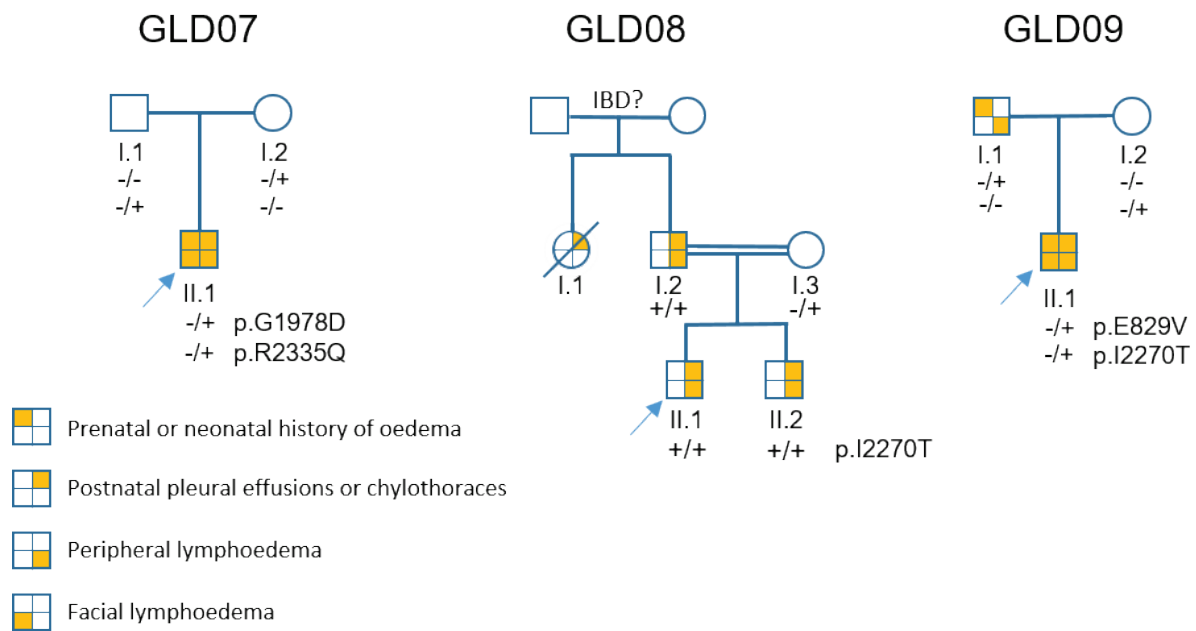 GLD07
GLD08
GLD09
IBD?
I.1
-/-
-/+
I.2
-/+
-/-
II.1
-/+ p.G1978D
-/+ p.R2335Q
I.1
I.2
+/+
I.3
-/+
II.1
+/+
II.2
+/+ p.I2270T
I.1
-/+
-/-
I.2
-/-
-/+
II.1
-/+ p.E829V
-/+ p.I2270T
Prenatal or neonatal history of oedema
Postnatal pleural effusions or chylothoraces
Peripheral lymphoedema
Facial lymphoedema